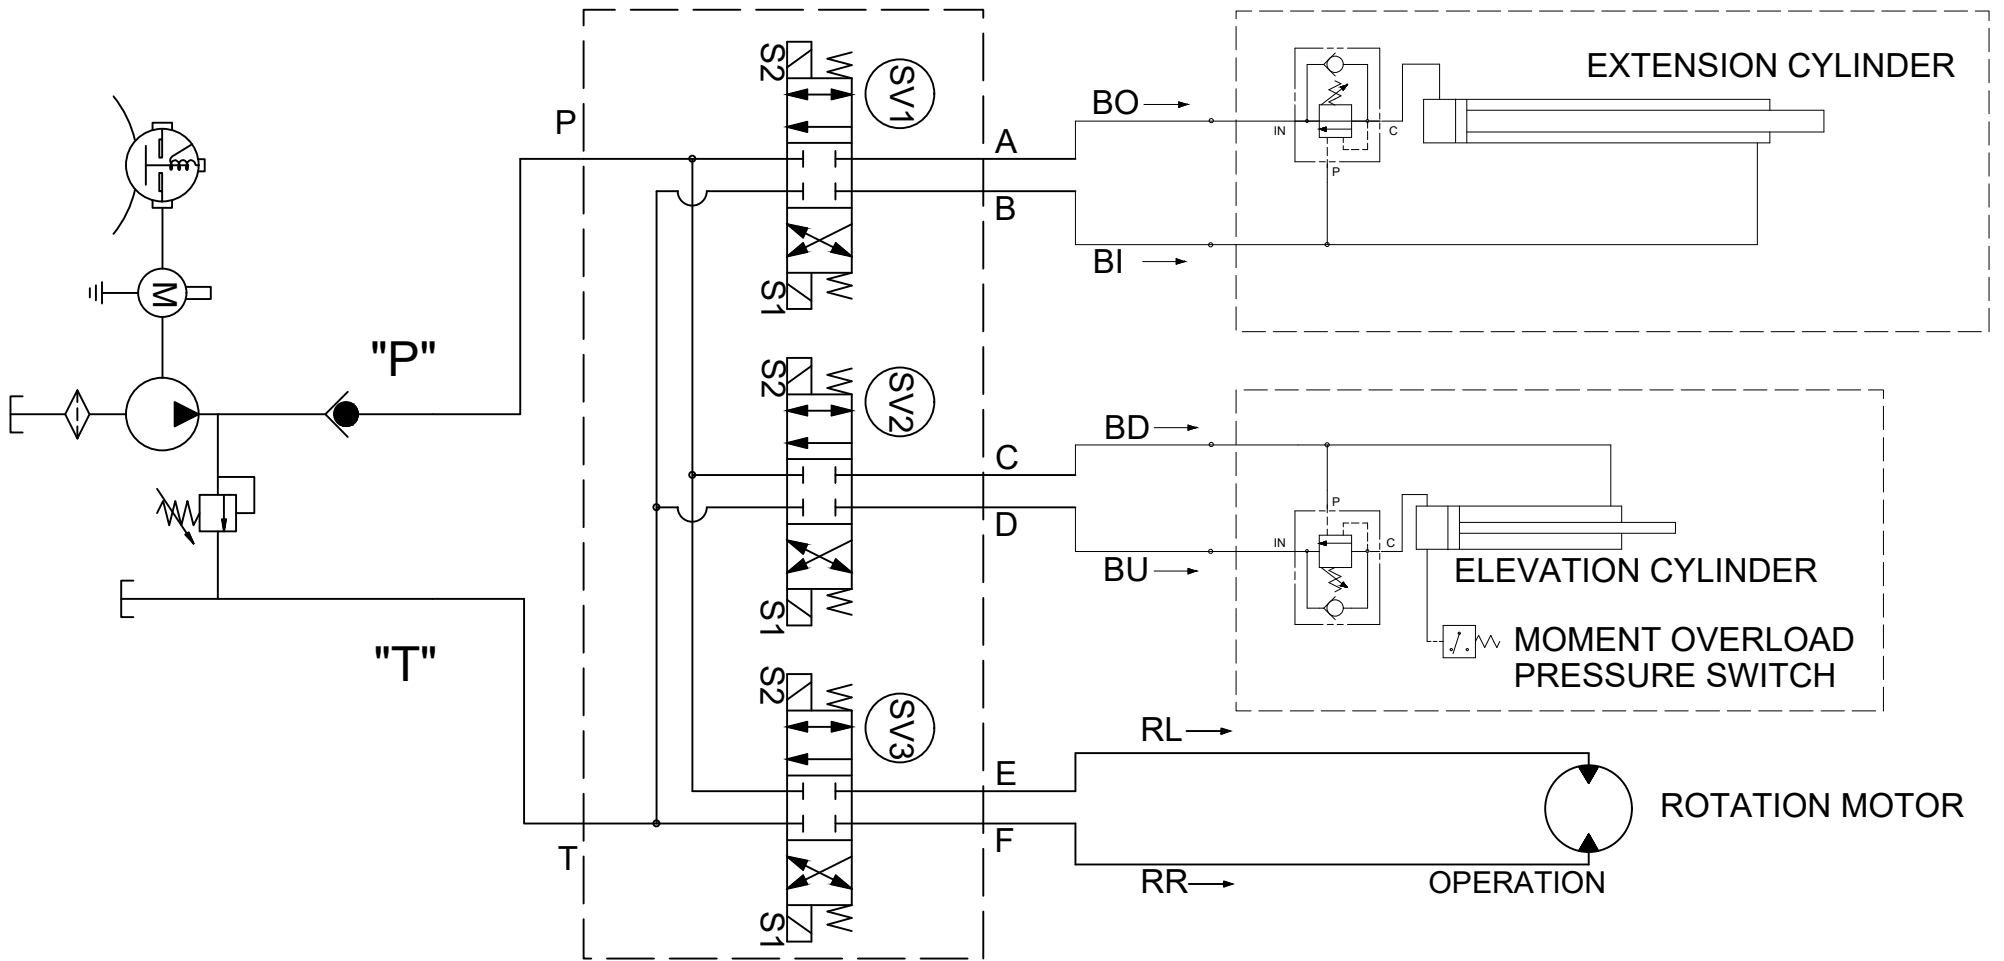 "P"
"T"
M
P
T
S2
SV1
S1
S2
SV2
S1
S2
SV3
S1
A
B
C
D
E
F
BO
BI
IN
C
P
EXTENSION CYLINDER
BD
BU
P
IN
C
ELEVATION CYLINDER
MOMENT OVERLOAD
PRESSURE SWITCH
RL
RR
ROTATION MOTOR
OPERATION